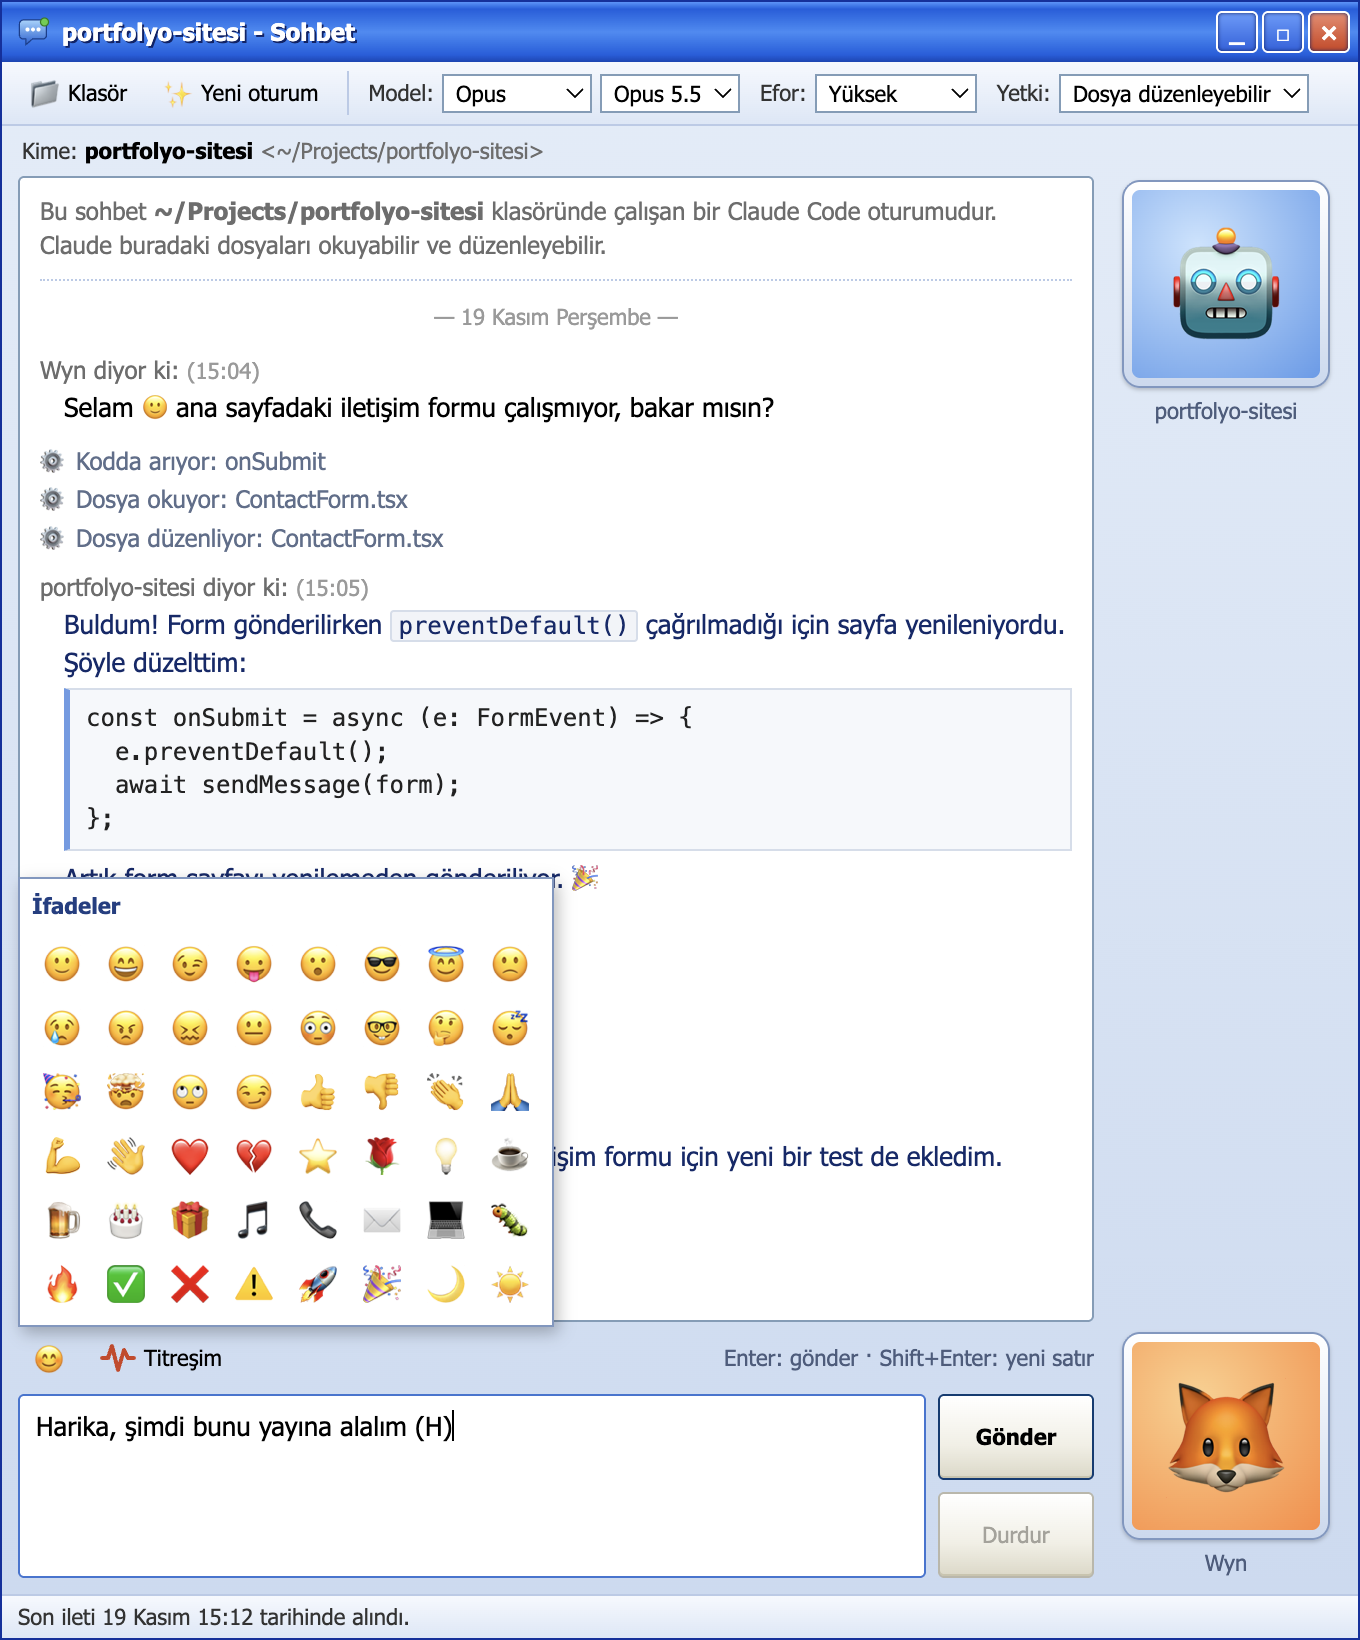 portfolyo-sitesi - Sohbet
Klasör Yeni oturum Model: Opus Opus 5.5 Efor: Yüksek Yetki: Dosya düzenleyebilir
Kime: portfolyo-sitesi <~/Projects/portfolyo-sitesi>
Bu sohbet ~/Projects/portfolyo-sitesi klasöründe çalışan bir Claude Code oturumudur.
Claude buradaki dosyaları okuyabilir ve düzenleyebilir.
— 19 Kasım Perşembe —
Wyn diyor ki: (15:04)
Selam 🙂 ana sayfadaki iletişim formu çalışmıyor, bakar mısın?
Kodda arıyor: onSubmit
Dosya okuyor: ContactForm.tsx
Dosya düzenliyor: ContactForm.tsx
portfolyo-sitesi diyor ki: (15:05)
Buldum! Form gönderilirken preventDefault() çağrılmadığı için sayfa yenileniyordu.
Şöyle düzelttim:
const onSubmit = async (e: FormEvent) => {
  e.preventDefault();
  await sendMessage(form);
};
Artık form sayfayı yenilemeden gönderiliyor. 🎉
İfadeler
formu için yeni bir test de ekledim.
portfolyo-sitesi
Titreşim
Enter: gönder · Shift+Enter: yeni satır
Harika, şimdi bunu yayına alalım (H)
Gönder
Durdur
Wyn
Son ileti 19 Kasım 15:12 tarihinde alındı.